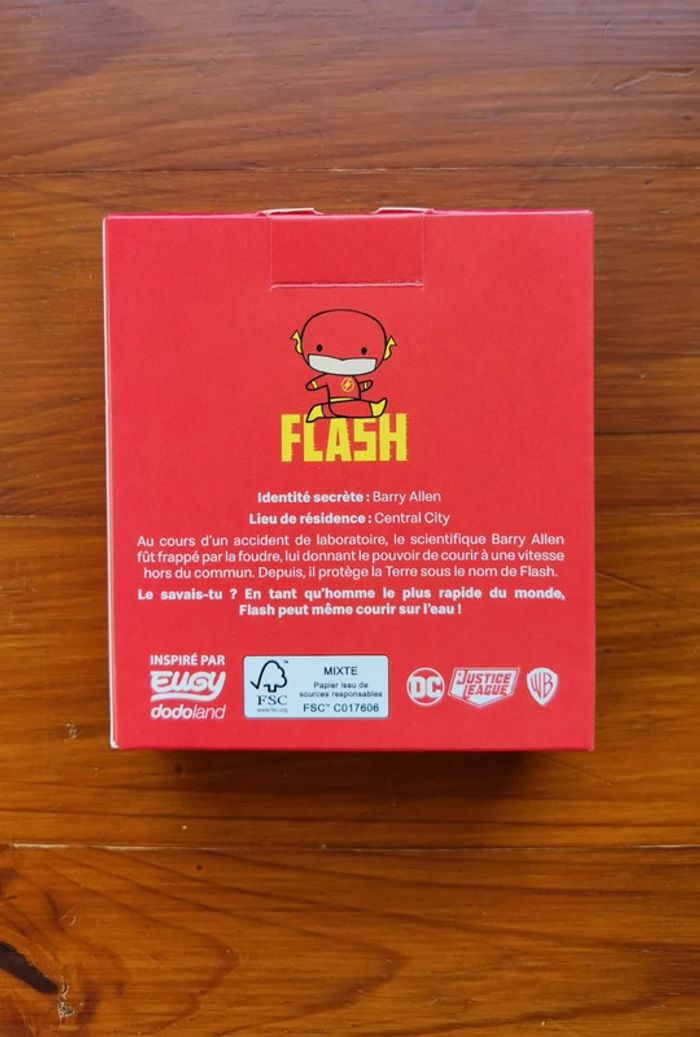 FLASH
Identité secrète : Barry Allen
Lieu de résidence : Central City
Au cours d'un accident de laboratoire, le scientifique Barry Allen
fût frappé par la foudre, lui donnant le pouvoir de courir à une vitesse
hors du commun. Depuis, il protège la Terre sous le nom de Flash.
Le savais-tu ? En tant qu'homme le plus rapide du monde,
Flash peut même courir sur l'eau !
INSPIRÉ PAR
EUGY
dodoland
FSC
www.fsc.org
MIXTE
Papier issu de
sources responsables
FSC™ C017606
DC
JUSTICE
LEAGUE
WB